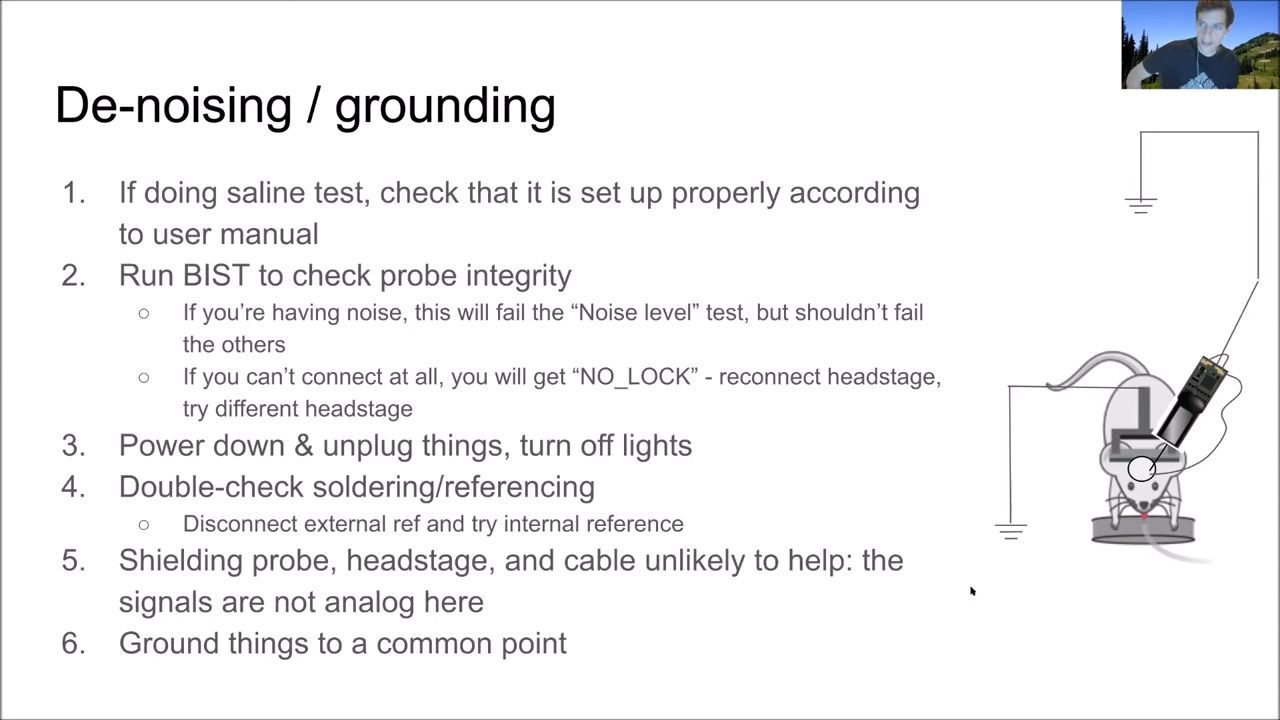 De-noising / grounding
1. If doing saline test, check that it is set up properly according
to user manual
2. Run BIST to check probe integrity
○ If you’re having noise, this will fail the “Noise level” test, but shouldn’t fail
the others
○ If you can’t connect at all, you will get “NO_LOCK” - reconnect headstage,
try different headstage
3. Power down & unplug things, turn off lights
4. Double-check soldering/referencing
○ Disconnect external ref and try internal reference
5. Shielding probe, headstage, and cable unlikely to help: the
signals are not analog here
6. Ground things to a common point